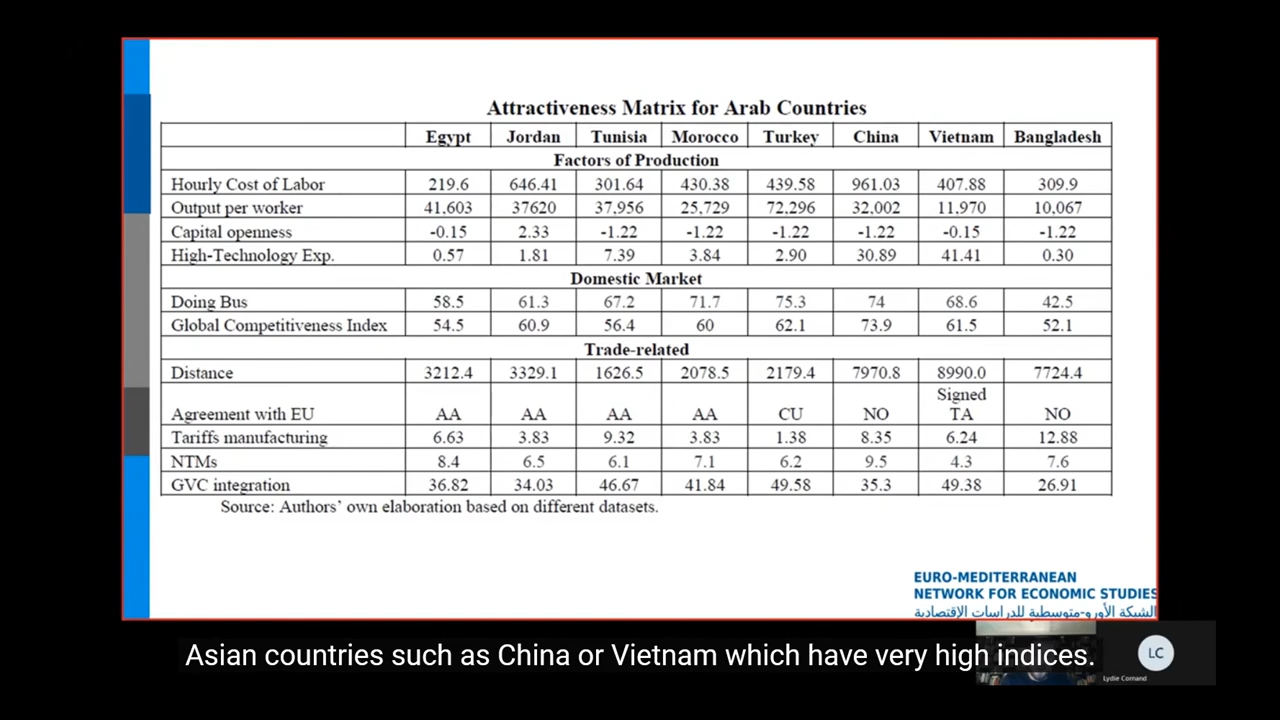 Attractiveness Matrix for Arab Countries
Egypt Jordan Tunisia Morocco Turkey China Vietnam Bangladesh
Factors of Production
Hourly Cost of Labor 219.6 646.41 301.64 430.38 439.58 961.03 407.88 309.9
Output per worker 41,603 37620 37,956 25,729 72,296 32,002 11,970 10,067
Capital openness -0.15 2.33 -1.22 -1.22 -1.22 -1.22 -0.15 -1.22
High-Technology Exp. 0.57 1.81 7.39 3.84 2.90 30.89 41.41 0.30
Domestic Market
Doing Bus 58.5 61.3 67.2 71.7 75.3 74 68.6 42.5
Global Competitiveness Index 54.5 60.9 56.4 60 62.1 73.9 61.5 52.1
Trade-related
Distance 3212.4 3329.1 1626.5 2078.5 2179.4 7970.8 8990.0 7724.4
Signed
Agreement with EU AA AA AA AA CU NO TA NO
Tariffs manufacturing 6.63 3.83 9.32 3.83 1.38 8.35 6.24 12.88
NTMs 8.4 6.5 6.1 7.1 6.2 9.5 4.3 7.6
GVC integration 36.82 34.03 46.67 41.84 49.58 35.3 49.38 26.91
Source: Authors' own elaboration based on different datasets.
EURO-MEDITERRANEAN
NETWORK FOR ECONOMIC STUDIES
الشبكة الأورو-متوسطية للدراسات الإقتصادية
Asian countries such as China or Vietnam which have very high indices.
LC
Lydie Cornand